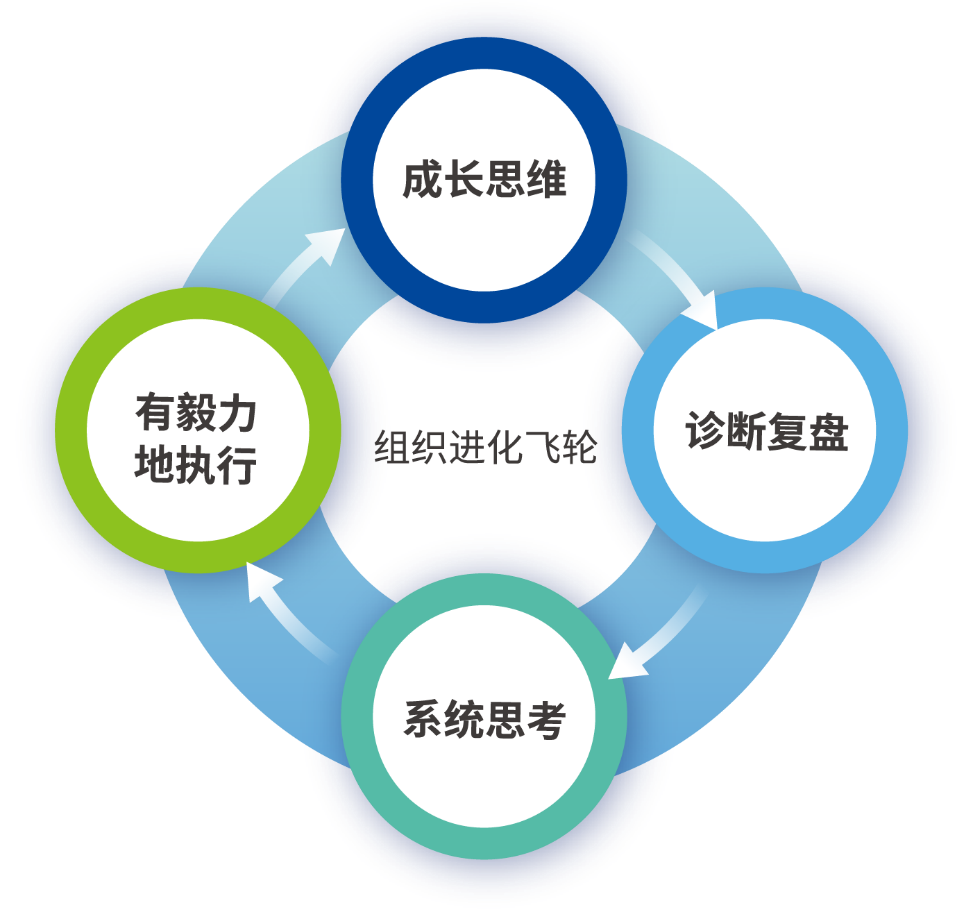 成长思维
有毅力
地执行
组织进化飞轮
诊断复盘
系统思考